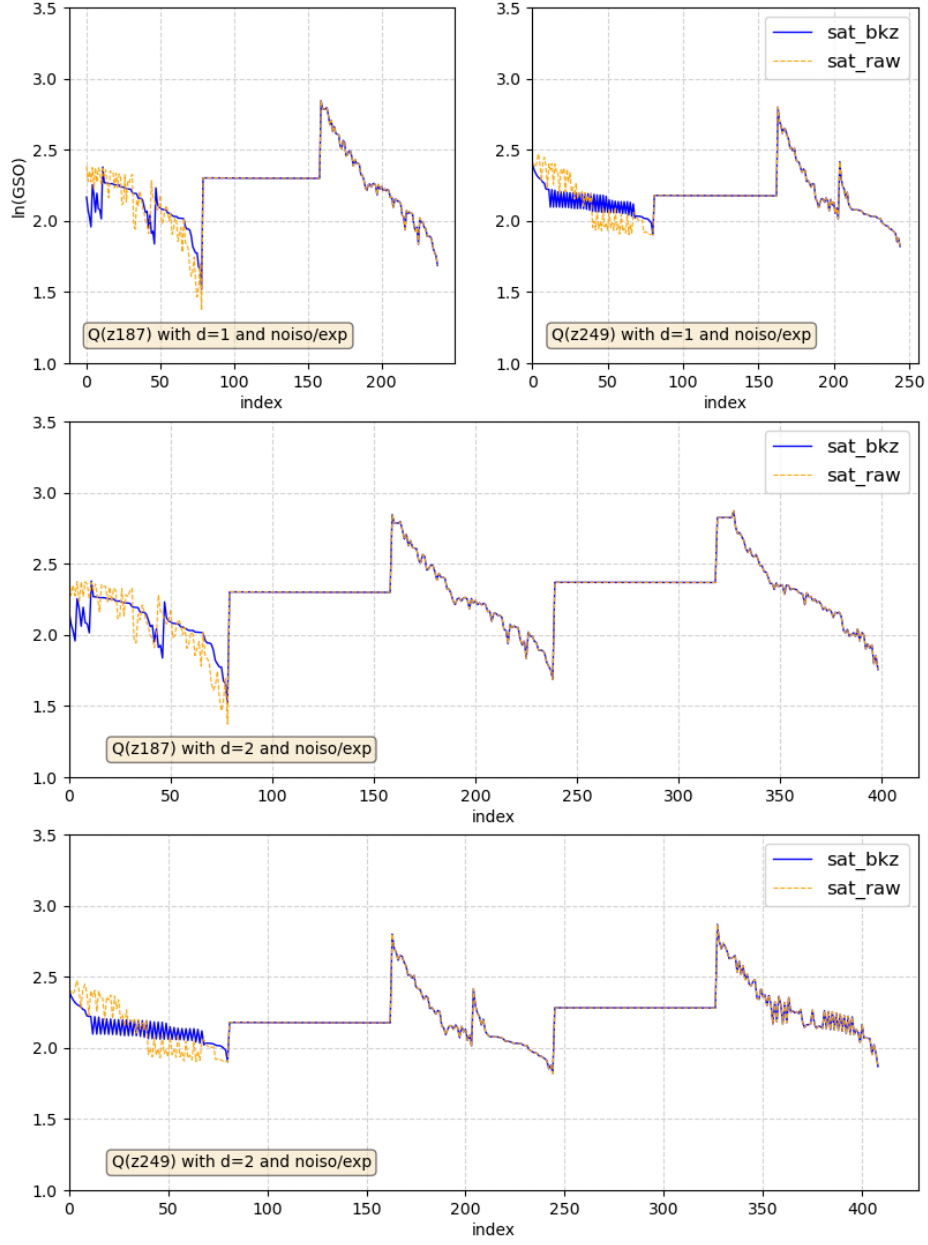 3.5
3.0
2.5
2.0
1.5
1.0
ln(GSO)
Q(z187) with d=1 and noiso/exp
0 50 100 150 200
index
3.5
3.0
2.5
2.0
1.5
1.0
sat_bkz
sat_raw
Q(z249) with d=1 and noiso/exp
0 50 100 150 200 250
index
3.5
3.0
2.5
2.0
1.5
1.0
sat_bkz
sat_raw
Q(z187) with d=2 and noiso/exp
0 50 100 150 200 250 300 350 400
index
3.5
3.0
2.5
2.0
1.5
1.0
sat_bkz
sat_raw
Q(z249) with d=2 and noiso/exp
0 50 100 150 200 250 300 350 400
index